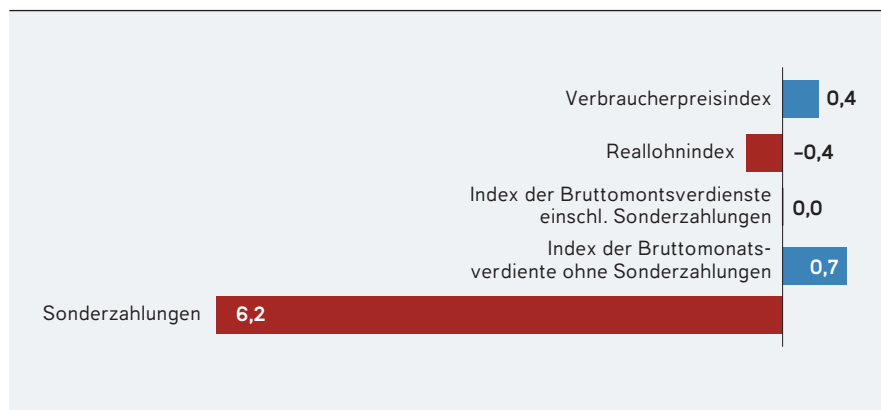 Verbraucherpreisindex 0,4
Reallohnindex –0,4
Index der Bruttomontsverdienste
einschl. Sonderzahlungen 0,0
Index der Bruttomonats-
verdiente ohne Sonderzahlungen 0,7
Sonderzahlungen 6,2